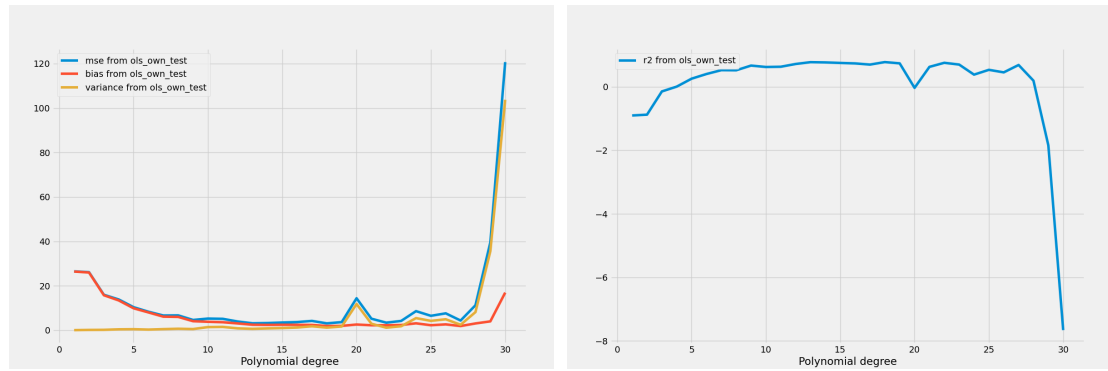 mse from ols_own_test
bias from ols_own_test
variance from ols_own_test
120
100
80
60
40
20
0
0 5 10 15 20 25 30
Polynomial degree
r2 from ols_own_test
0
−2
−4
−6
−8
0 5 10 15 20 25 30
Polynomial degree